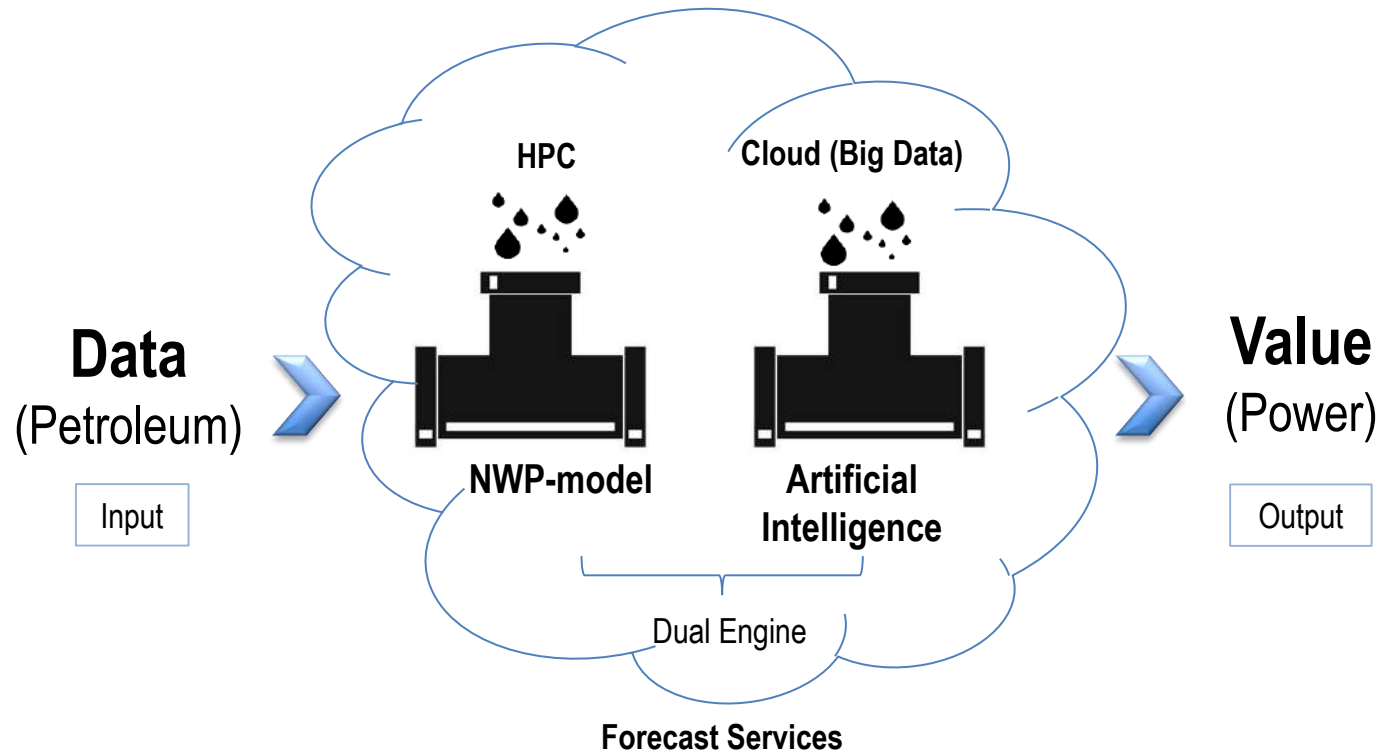 Data
(Petroleum)
Input
HPC
NWP-model
Cloud (Big Data)
Artificial
Intelligence
Dual Engine
Forecast Services
Value
(Power)
Output